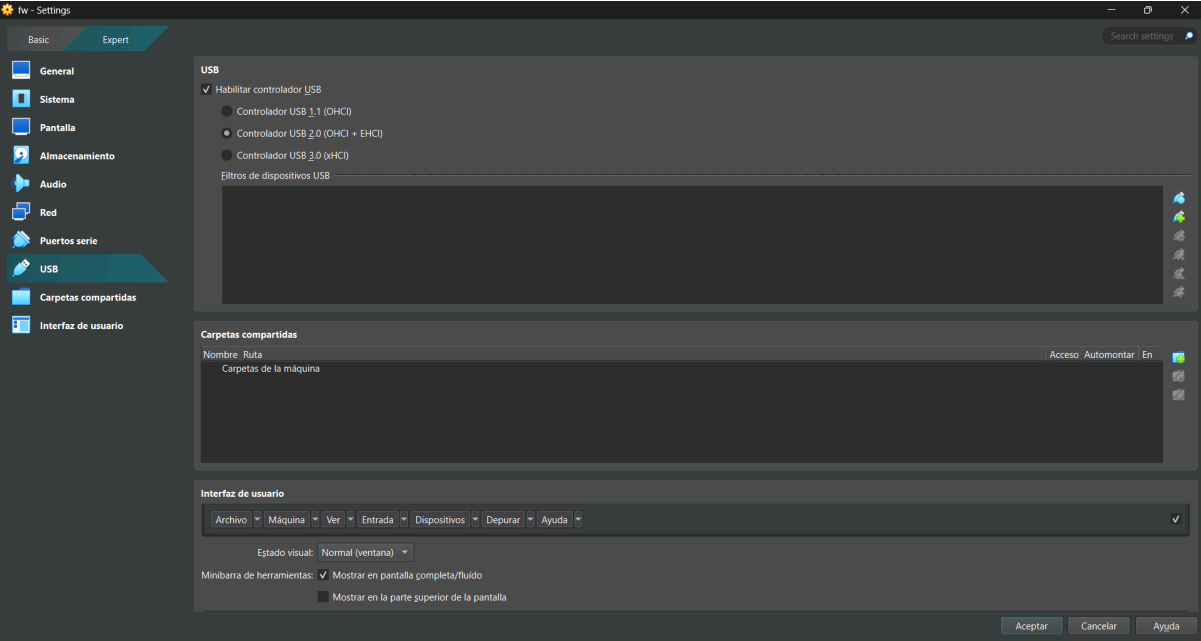 fw - Settings
Basic Expert Search settings
General
Sistema
Pantalla
Almacenamiento
Audio
Red
Puertos serie
USB
Carpetas compartidas
Interfaz de usuario
USB
Habilitar controlador USB
Controlador USB 1.1 (OHCI)
Controlador USB 2.0 (OHCI + EHCI)
Controlador USB 3.0 (xHCI)
Filtros de dispositivos USB
Carpetas compartidas
Nombre Ruta Acceso Automontar En
Carpetas de la máquina
Interfaz de usuario
Archivo Máquina Ver Entrada Dispositivos Depurar Ayuda
Estado visual: Normal (ventana)
Minibarra de herramientas: Mostrar en pantalla completa/fluído
Mostrar en la parte superior de la pantalla
Aceptar Cancelar Ayuda